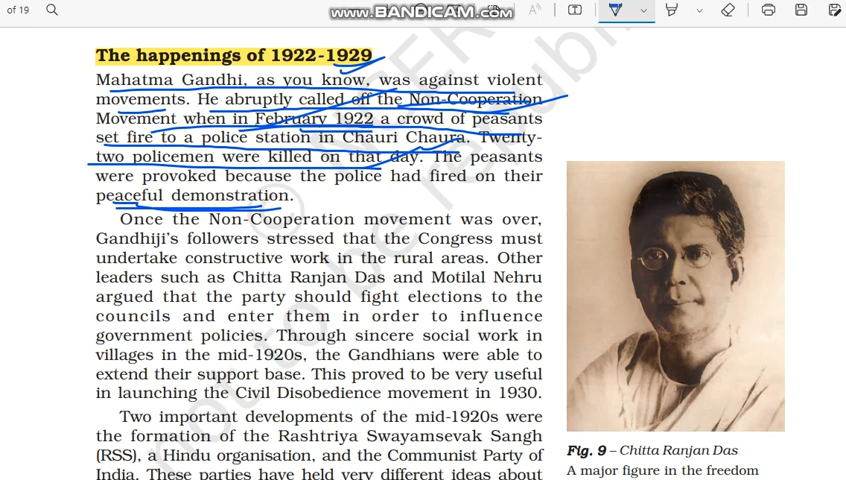 of 19
WWW.BANDICAM.COM
The happenings of 1922-1929
Mahatma Gandhi, as you know, was against violent
movements. He abruptly called off the Non-Cooperation
Movement when in February 1922 a crowd of peasants
set fire to a police station in Chauri Chaura. Twenty-
two policemen were killed on that day. The peasants
were provoked because the police had fired on their
peaceful demonstration.
Once the Non-Cooperation movement was over,
Gandhiji's followers stressed that the Congress must
undertake constructive work in the rural areas. Other
leaders such as Chitta Ranjan Das and Motilal Nehru
argued that the party should fight elections to the
councils and enter them in order to influence
government policies. Through sincere social work in
villages in the mid-1920s, the Gandhians were able to
extend their support base. This proved to be very useful
in launching the Civil Disobedience movement in 1930.
Two important developments of the mid-1920s were
the formation of the Rashtriya Swayamsevak Sangh
(RSS), a Hindu organisation, and the Communist Party of
India. These parties have held very different ideas about
Fig. 9 – Chitta Ranjan Das
A major figure in the freedom
not to be republi